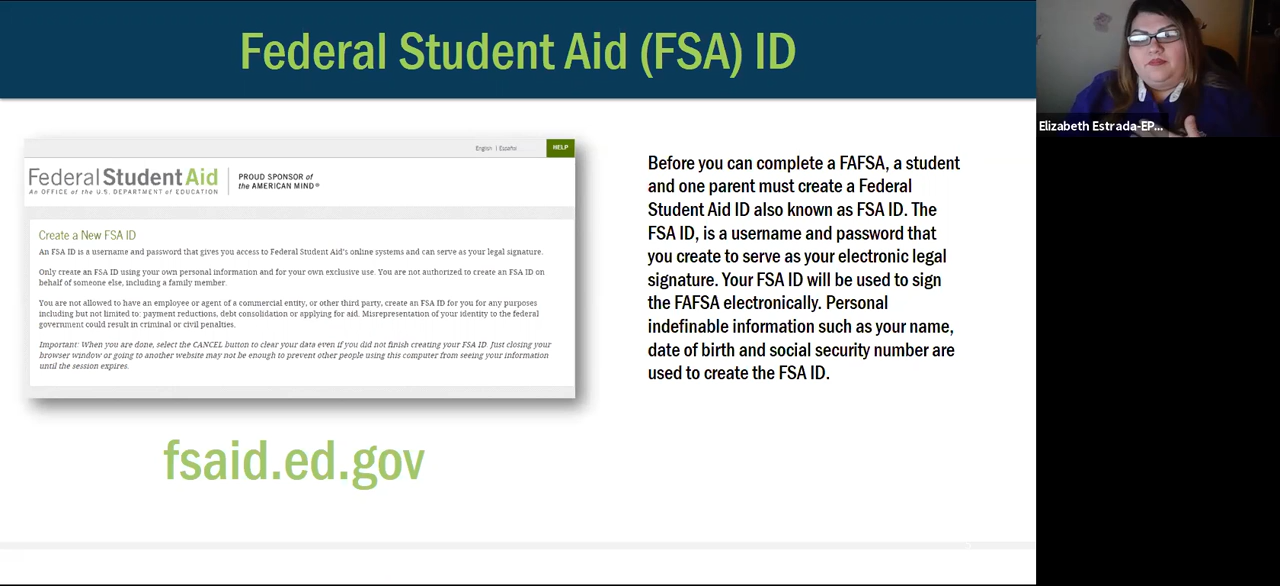 Federal Student Aid (FSA) ID
English | Español
HELP
Federal StudentAid
An OFFICE of the U.S. DEPARTMENT of EDUCATION
PROUD SPONSOR of
the AMERICAN MIND®
Create a New FSA ID
An FSA ID is a username and password that gives you access to Federal Student Aid's online systems and can serve as your legal signature.
Only create an FSA ID using your own personal information and for your own exclusive use. You are not authorized to create an FSA ID on
behalf of someone else, including a family member.
You are not allowed to have an employee or agent of a commercial entity, or other third party, create an FSA ID for you for any purposes
including but not limited to: payment reductions, debt consolidation or applying for aid. Misrepresentation of your identity to the federal
government could result in criminal or civil penalties.
Important: When you are done, select the CANCEL button to clear your data even if you did not finish creating your FSA ID. Just closing your
browser window or going to another website may not be enough to prevent other people using this computer from seeing your information
until the session expires.
fsaid.ed.gov
Before you can complete a FAFSA, a student
and one parent must create a Federal
Student Aid ID also known as FSA ID. The
FSA ID, is a username and password that
you create to serve as your electronic legal
signature. Your FSA ID will be used to sign
the FAFSA electronically. Personal
indefinable information such as your name,
date of birth and social security number are
used to create the FSA ID.
Elizabeth Estrada-EP...